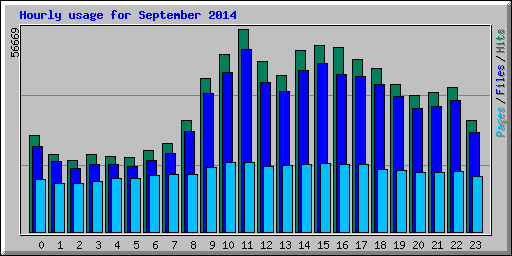 Hourly usage for September 2014
56669
Pages / Files / Hits
0 1 2 3 4 5 6 7 8 9 10 11 12 13 14 15 16 17 18 19 20 21 22 23